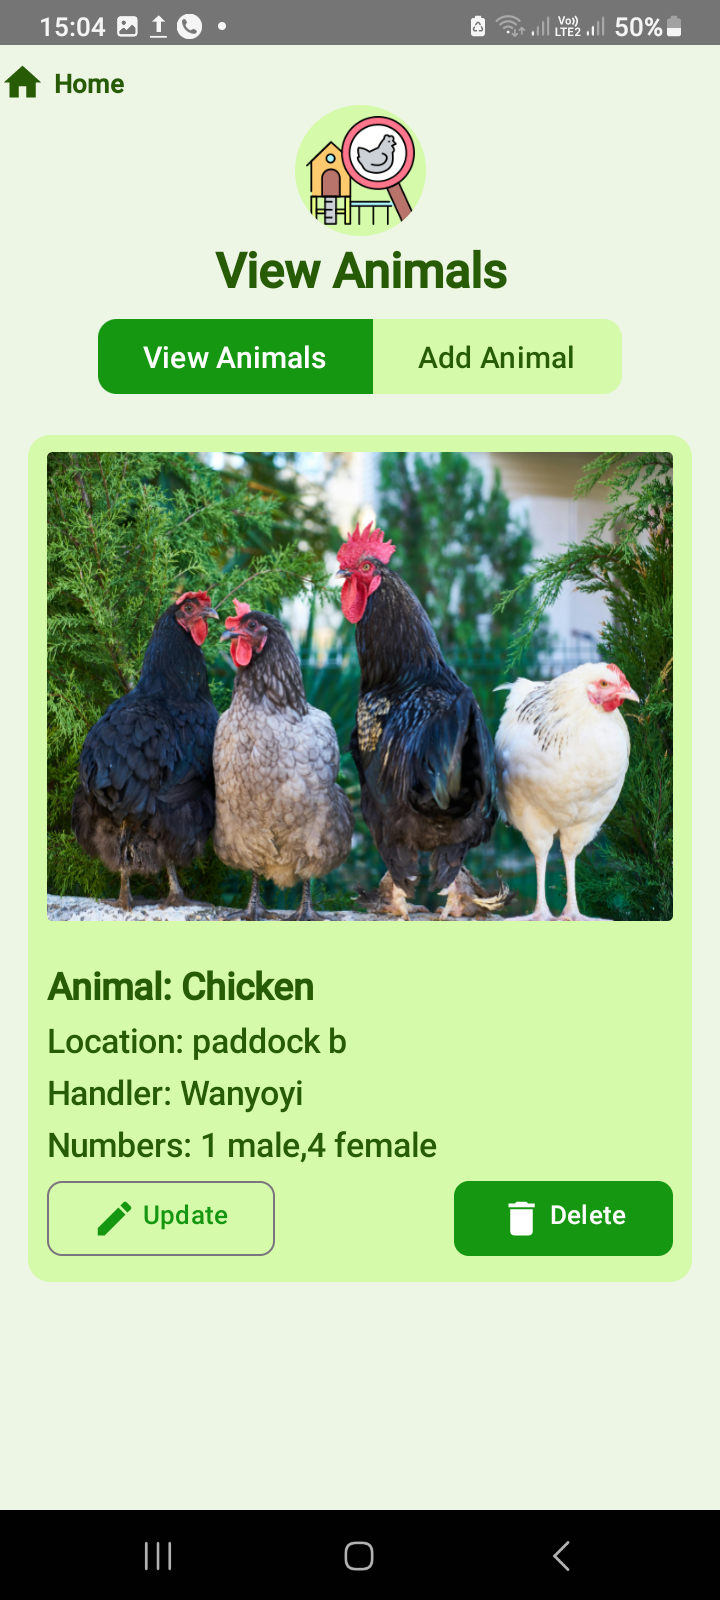 15:04
Vo)) LTE2
50%
Home
View Animals
View Animals
Add Animal
Animal: Chicken
Location: paddock b
Handler: Wanyoyi
Numbers: 1 male,4 female
Update
Delete